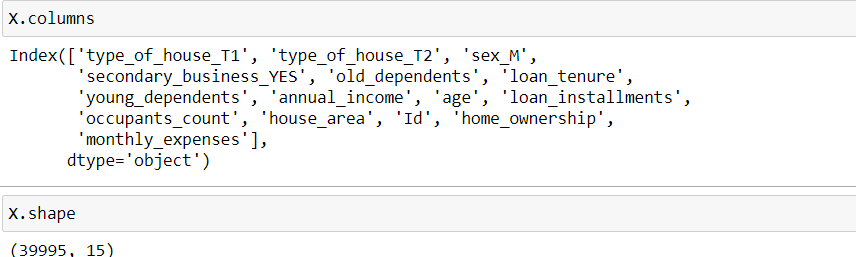 X.columns
Index(['type_of_house_T1', 'type_of_house_T2', 'sex_M',
'secondary_business_YES', 'old_dependents', 'loan_tenure',
'young_dependents', 'annual_income', 'age', 'loan_installments',
'occupants_count', 'house_area', 'Id', 'home_ownership',
'monthly_expenses'],
dtype='object')
X.shape
(39995, 15)